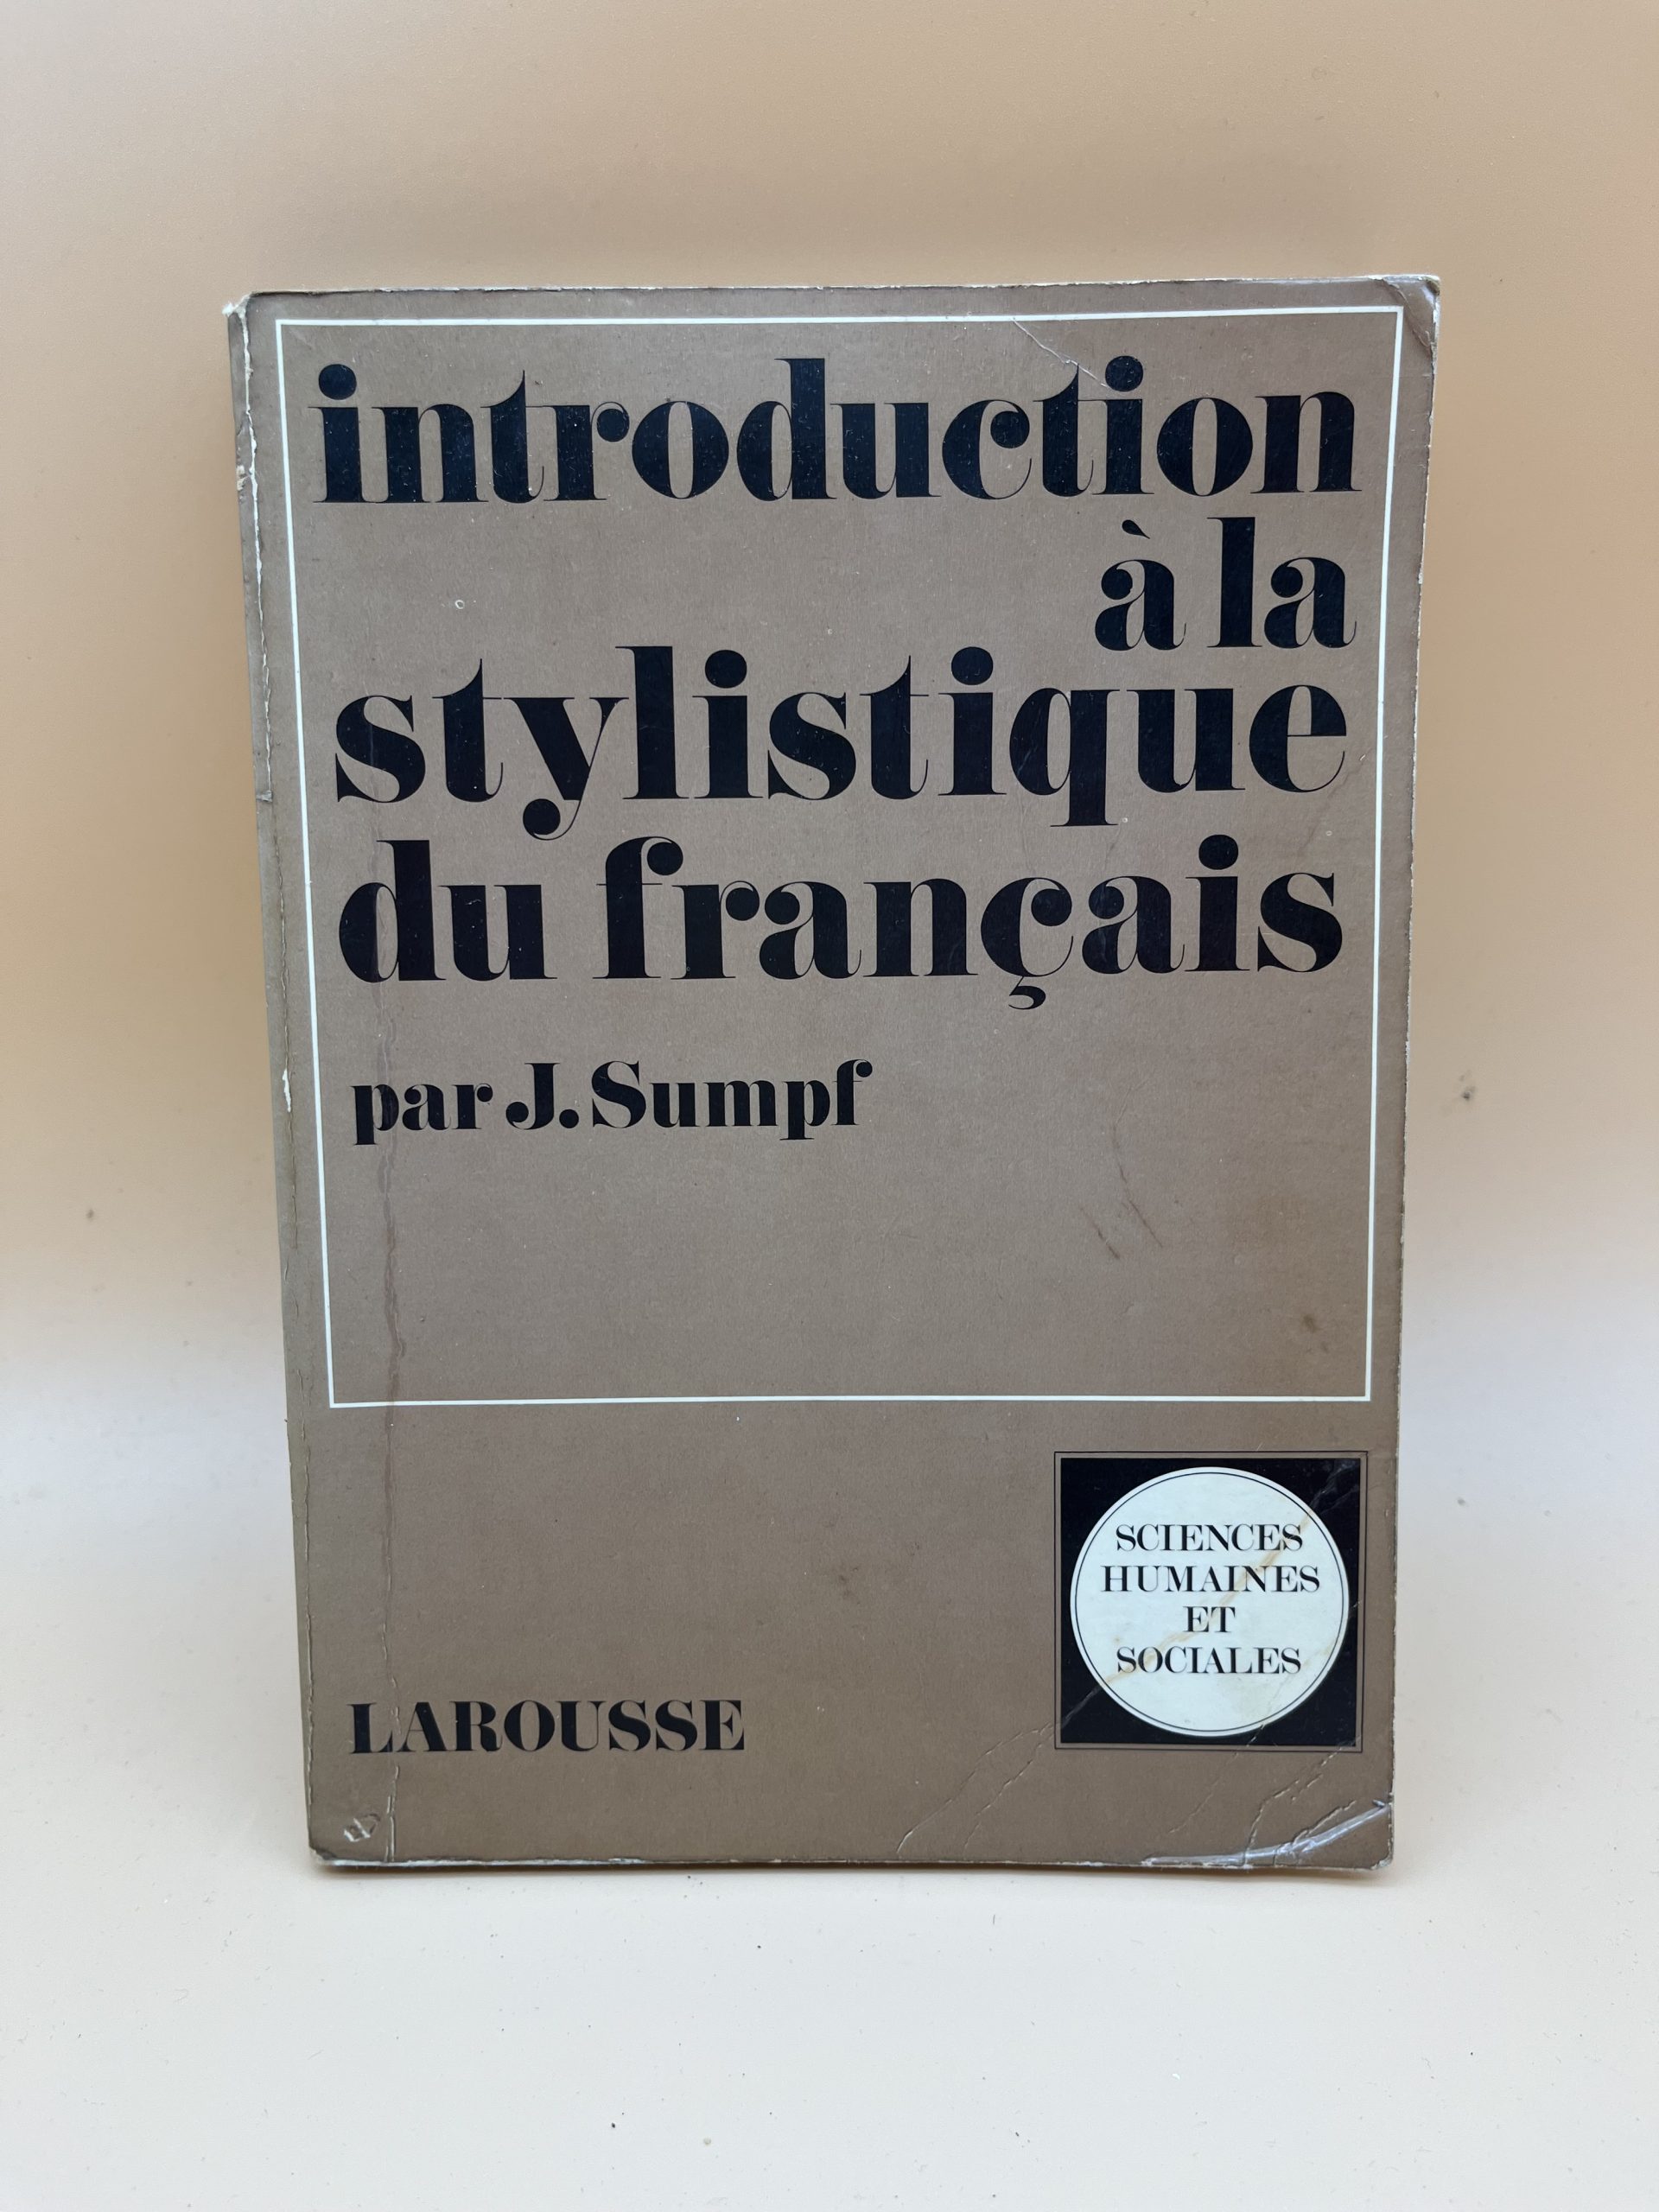 introduction
à la
stylistique
du français
par J. Sumpf
LAROUSSE
SCIENCES
HUMAINES
ET
SOCIALES